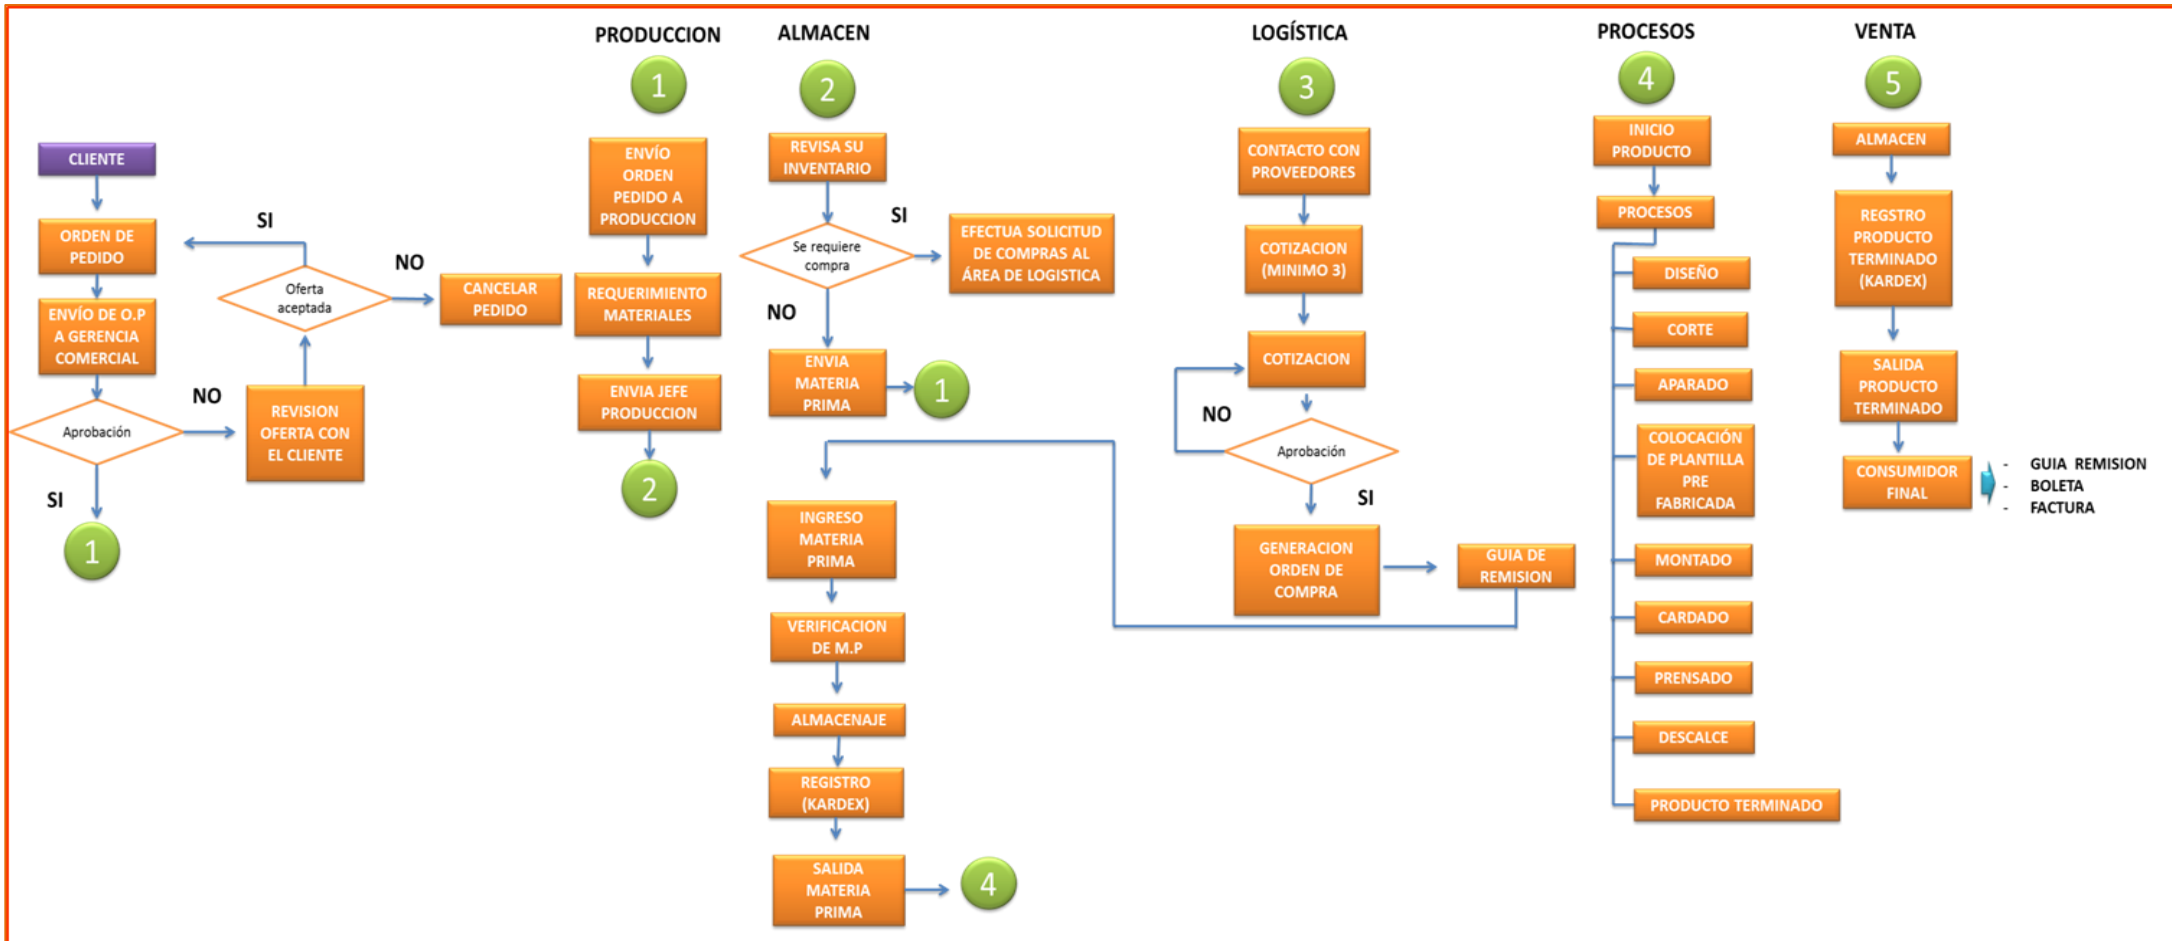 CLIENTE
ORDEN DE
PEDIDO
ENVÍO DE O.P
A GERENCIA
COMERCIAL
Aprobación
NO
SI
1
REVISION
OFERTA CON
EL CLIENTE
Oferta
aceptada
SI
NO
CANCELAR
PEDIDO
PRODUCCION
1
ENVÍO
ORDEN
PEDIDO A
PRODUCCION
REQUERIMIENTO
MATERIALES
ENVIA JEFE
PRODUCCION
2
ALMACEN
2
REVISA SU
INVENTARIO
Se requiere
compra
SI
EFECTUA SOLICITUD
DE COMPRAS AL
ÁREA DE LOGISTICA
NO
ENVIA
MATERIA
PRIMA
1
INGRESO
MATERIA
PRIMA
VERIFICACION
DE M.P
ALMACENAJE
REGISTRO
(KARDEX)
SALIDA
MATERIA
PRIMA
4
LOGÍSTICA
3
CONTACTO CON
PROVEEDORES
COTIZACION
(MINIMO 3)
COTIZACION
NO
Aprobación
SI
GENERACION
ORDEN DE
COMPRA
GUIA DE
REMISION
PROCESOS
4
INICIO
PRODUCTO
PROCESOS
DISEÑO
CORTE
APARADO
COLOCACIÓN
DE PLANTILLA
PRE
FABRICADA
MONTADO
CARDADO
PRENSADO
DESCALCE
PRODUCTO TERMINADO
VENTA
5
ALMACEN
REGSTRO
PRODUCTO
TERMINADO
(KARDEX)
SALIDA
PRODUCTO
TERMINADO
CONSUMIDOR
FINAL
- GUIA REMISION
- BOLETA
- FACTURA